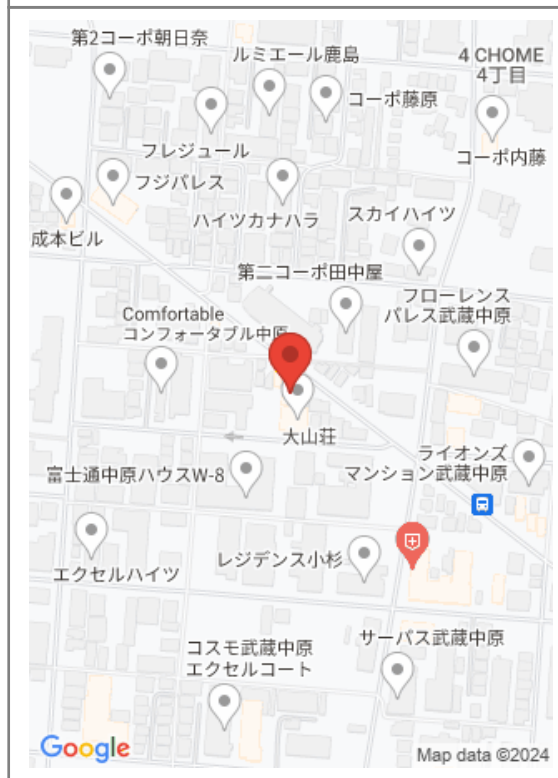 第2コーポ朝日奈
ルミエール鹿島
4 CHOME
4丁目
コーポ藤原
フレジュール
コーポ内藤
フジパレス
ハイツカナハラ
スカイハイツ
成本ビル
第二コーポ田中屋
フローレンス
パレス武蔵中原
Comfortable
コンフォータブル中原
大山荘
ライオンズ
マンション武蔵中原
富士通中原ハウスW-8
レジデンス小杉
エクセルハイツ
サーパス武蔵中原
コスモ武蔵中原
エクセルコート
Google
Map data ©2024